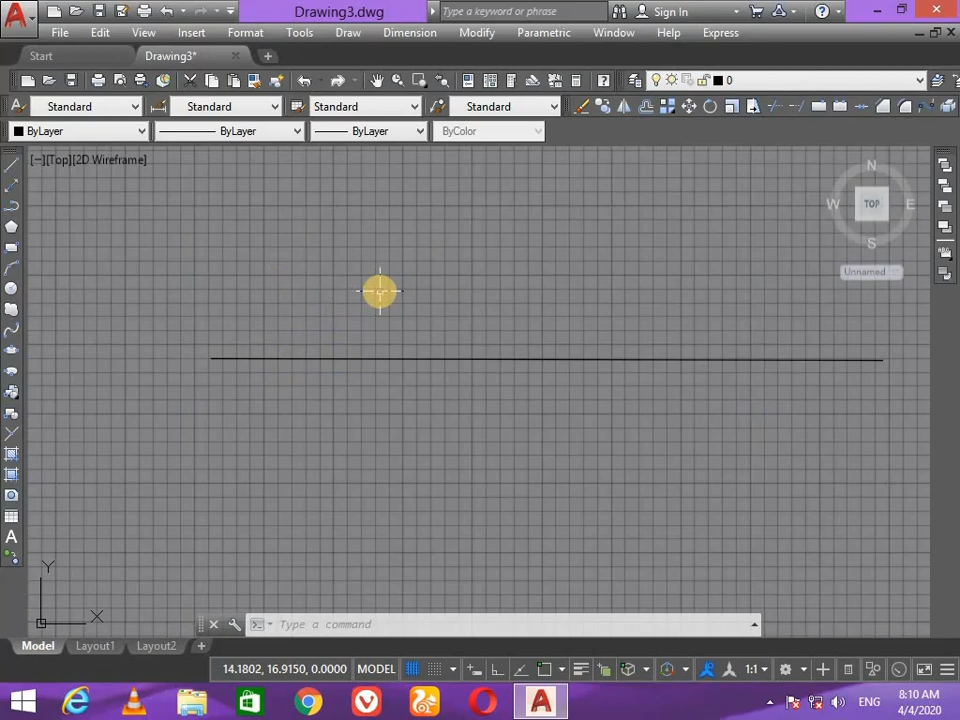 Drawing3.dwg
Type a keyword or phrase
Sign In
File Edit View Insert Format Tools Draw Dimension Modify Parametric Window Help Express
Start
Drawing3*
0
Standard Standard Standard Standard
ByLayer ByLayer ByLayer ByColor
[−][Top][2D Wireframe]
N
W TOP E
S
Unnamed
Y
X
Type a command
Model Layout1 Layout2
14.1802, 16.9150, 0.0000 MODEL 1:1
ENG
8:10 AM
4/4/2020